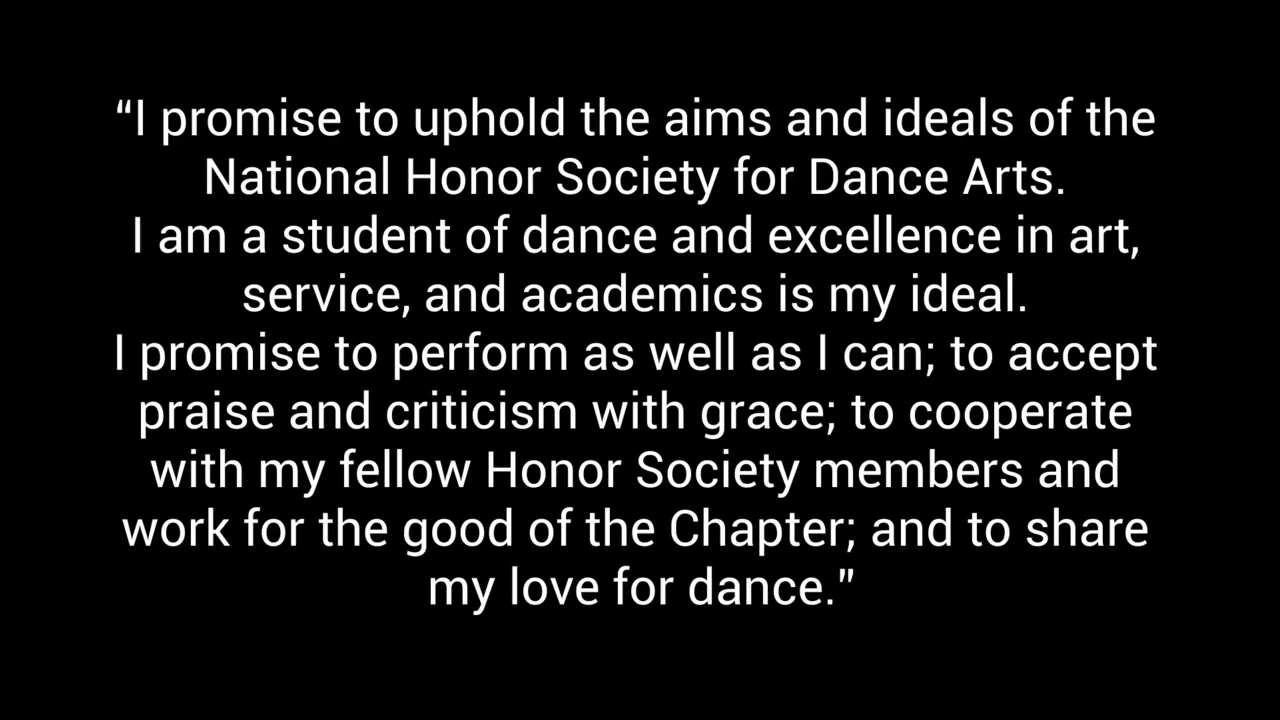 “I promise to uphold the aims and ideals of the
National Honor Society for Dance Arts.
I am a student of dance and excellence in art,
service, and academics is my ideal.
I promise to perform as well as I can; to accept
praise and criticism with grace; to cooperate
with my fellow Honor Society members and
work for the good of the Chapter; and to share
my love for dance.”